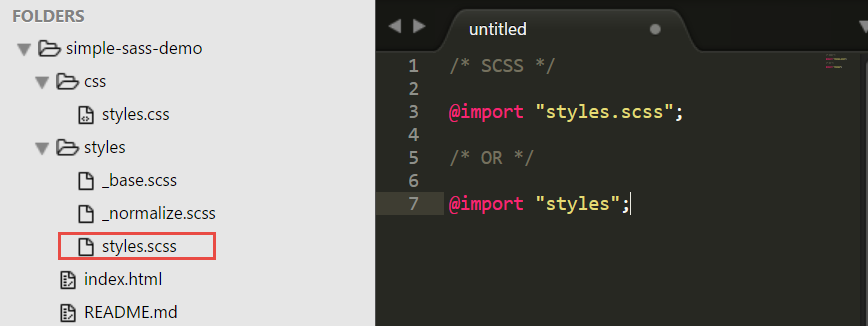 FOLDERS
simple-sass-demo
css
styles.css
styles
_base.scss
_normalize.scss
styles.scss
index.html
README.md
untitled
1 /* SCSS */
2
3 @import "styles.scss";
4
5 /* OR */
6
7 @import "styles";